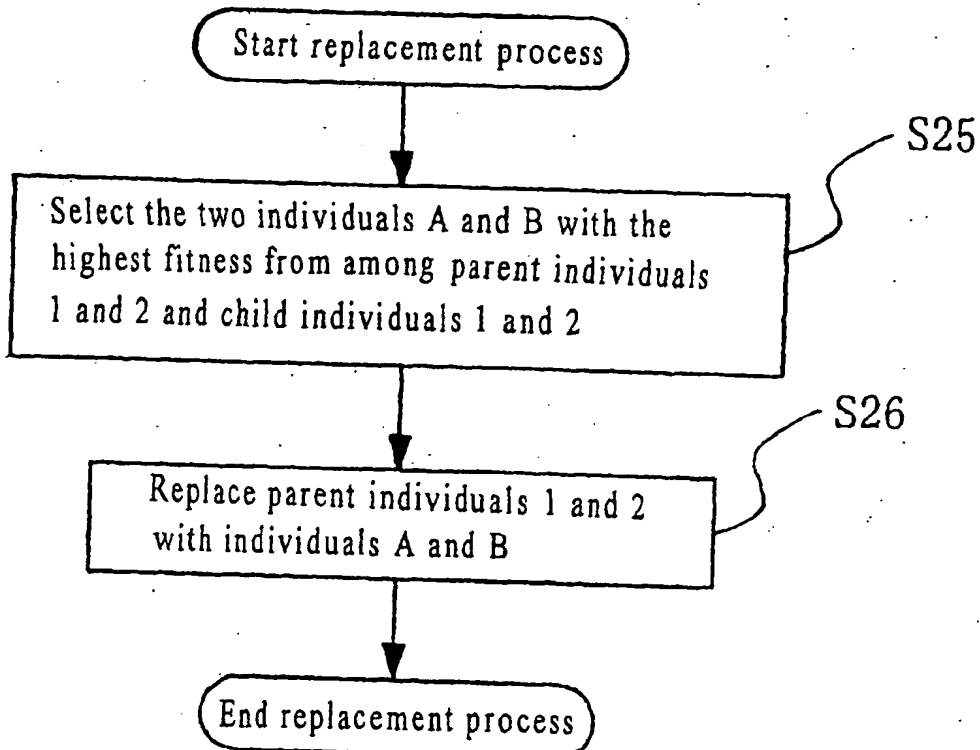 Start replacement process
S25
Select the two individuals A and B with the
highest fitness from among parent individuals
1 and 2 and child individuals 1 and 2
S26
Replace parent individuals 1 and 2
with individuals A and B
End replacement process